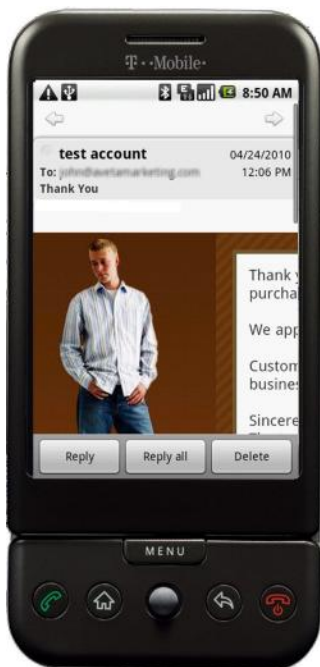 T··Mobile·
8:50 AM
test account 04/24/2010
To: 12:06 PM
Thank You
Thank
purcha
We app
Custom
busines
Sincere
Reply Reply all Delete
MENU